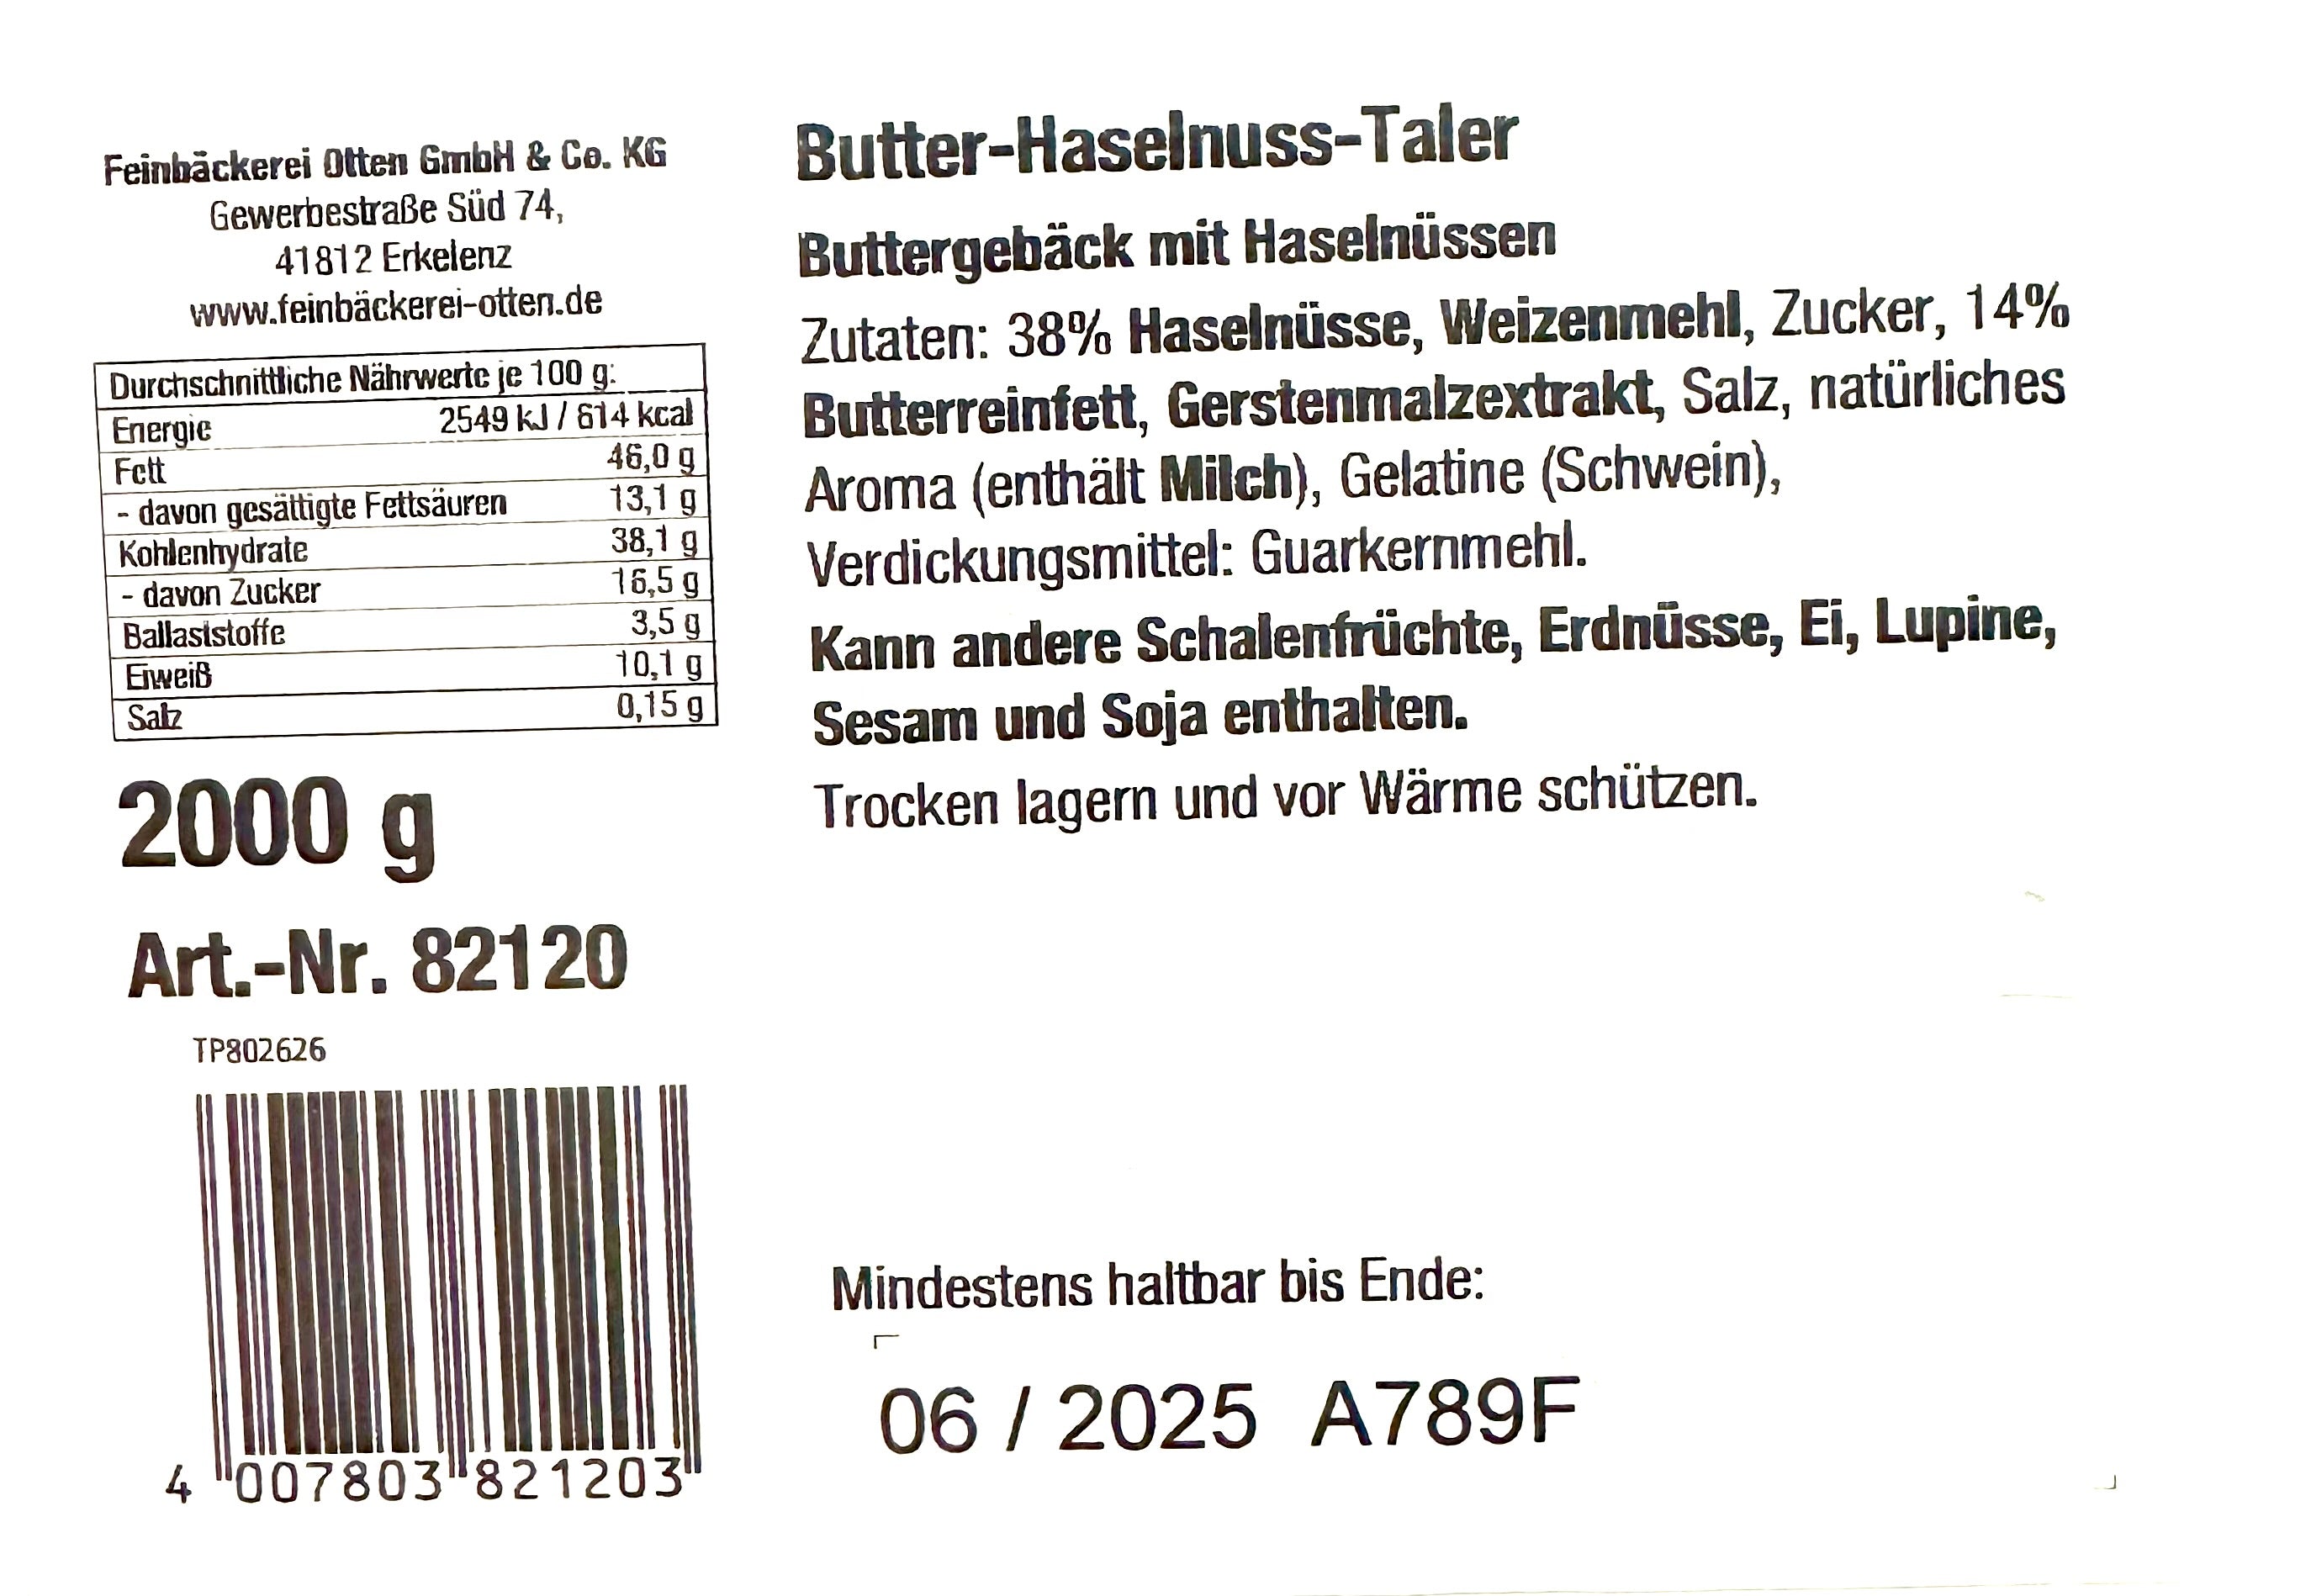 Feinbäckerei Otten GmbH & Co. KG
Gewerbestraße Süd 74,
41812 Erkelenz
www.feinbäckerei-otten.de
Durchschnittliche Nährwerte je 100 g:
Energie 2549 kJ / 614 kcal
Fett 46,0 g
- davon gesättigte Fettsäuren 13,1 g
Kohlenhydrate 38,1 g
- davon Zucker 16,5 g
Ballaststoffe 3,5 g
Eiweiß 10,1 g
Salz 0,15 g
2000 g
Art.-Nr. 82120
TP802626
4 007803 821203
Butter-Haselnuss-Taler
Buttergebäck mit Haselnüssen
Zutaten: 38% Haselnüsse, Weizenmehl, Zucker, 14%
Butterreinfett, Gerstenmalzextrakt, Salz, natürliches
Aroma (enthält Milch), Gelatine (Schwein),
Verdickungsmittel: Guarkernmehl.
Kann andere Schalenfrüchte, Erdnüsse, Ei, Lupine,
Sesam und Soja enthalten.
Trocken lagern und vor Wärme schützen.
Mindestens haltbar bis Ende:
06 / 2025 A789F